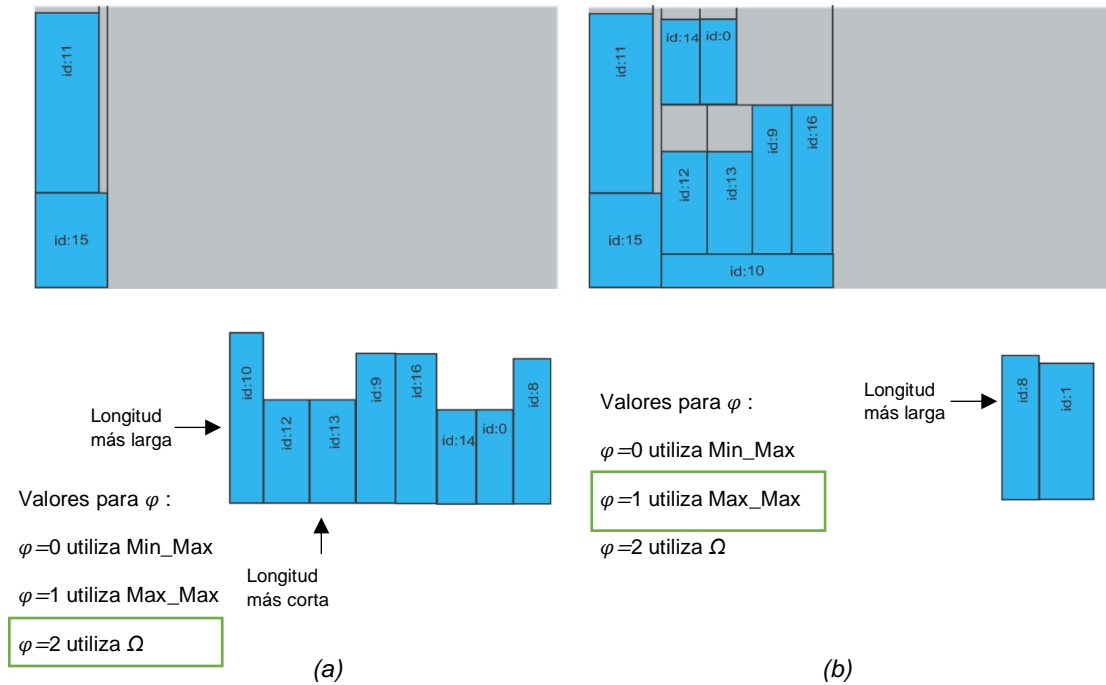 id:11
id:15
id:10
id:12
id:13
id:9
id:16
id:14
id:0
id:8
Longitud
más larga
Longitud
más corta
Valores para φ :
φ=0 utiliza Min_Max
φ=1 utiliza Max_Max
φ=2 utiliza Ω
(a)
id:14
id:0
id:11
id:9
id:16
id:12
id:13
id:15
id:10
Longitud
más larga
id:8
id:1
Valores para φ :
φ=0 utiliza Min_Max
φ=1 utiliza Max_Max
φ=2 utiliza Ω
(b)